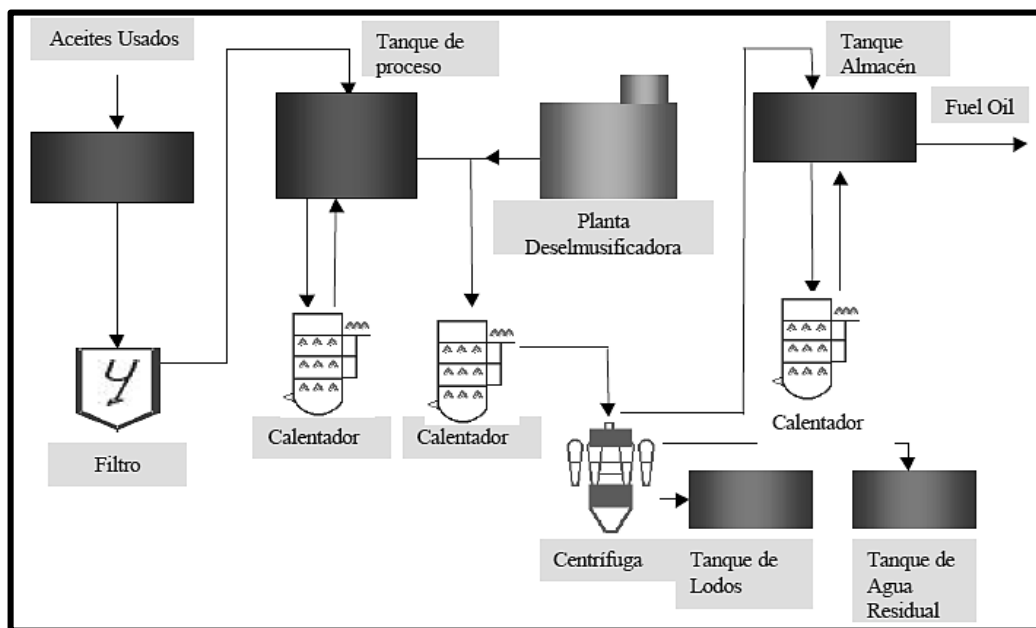 Aceites Usados
Tanque de
proceso
Tanque
Almacén
Fuel Oil
Planta
Deselmusificadora
Calentador
Calentador
Calentador
Filtro
Centrífuga
Tanque de
Lodos
Tanque de
Agua
Residual